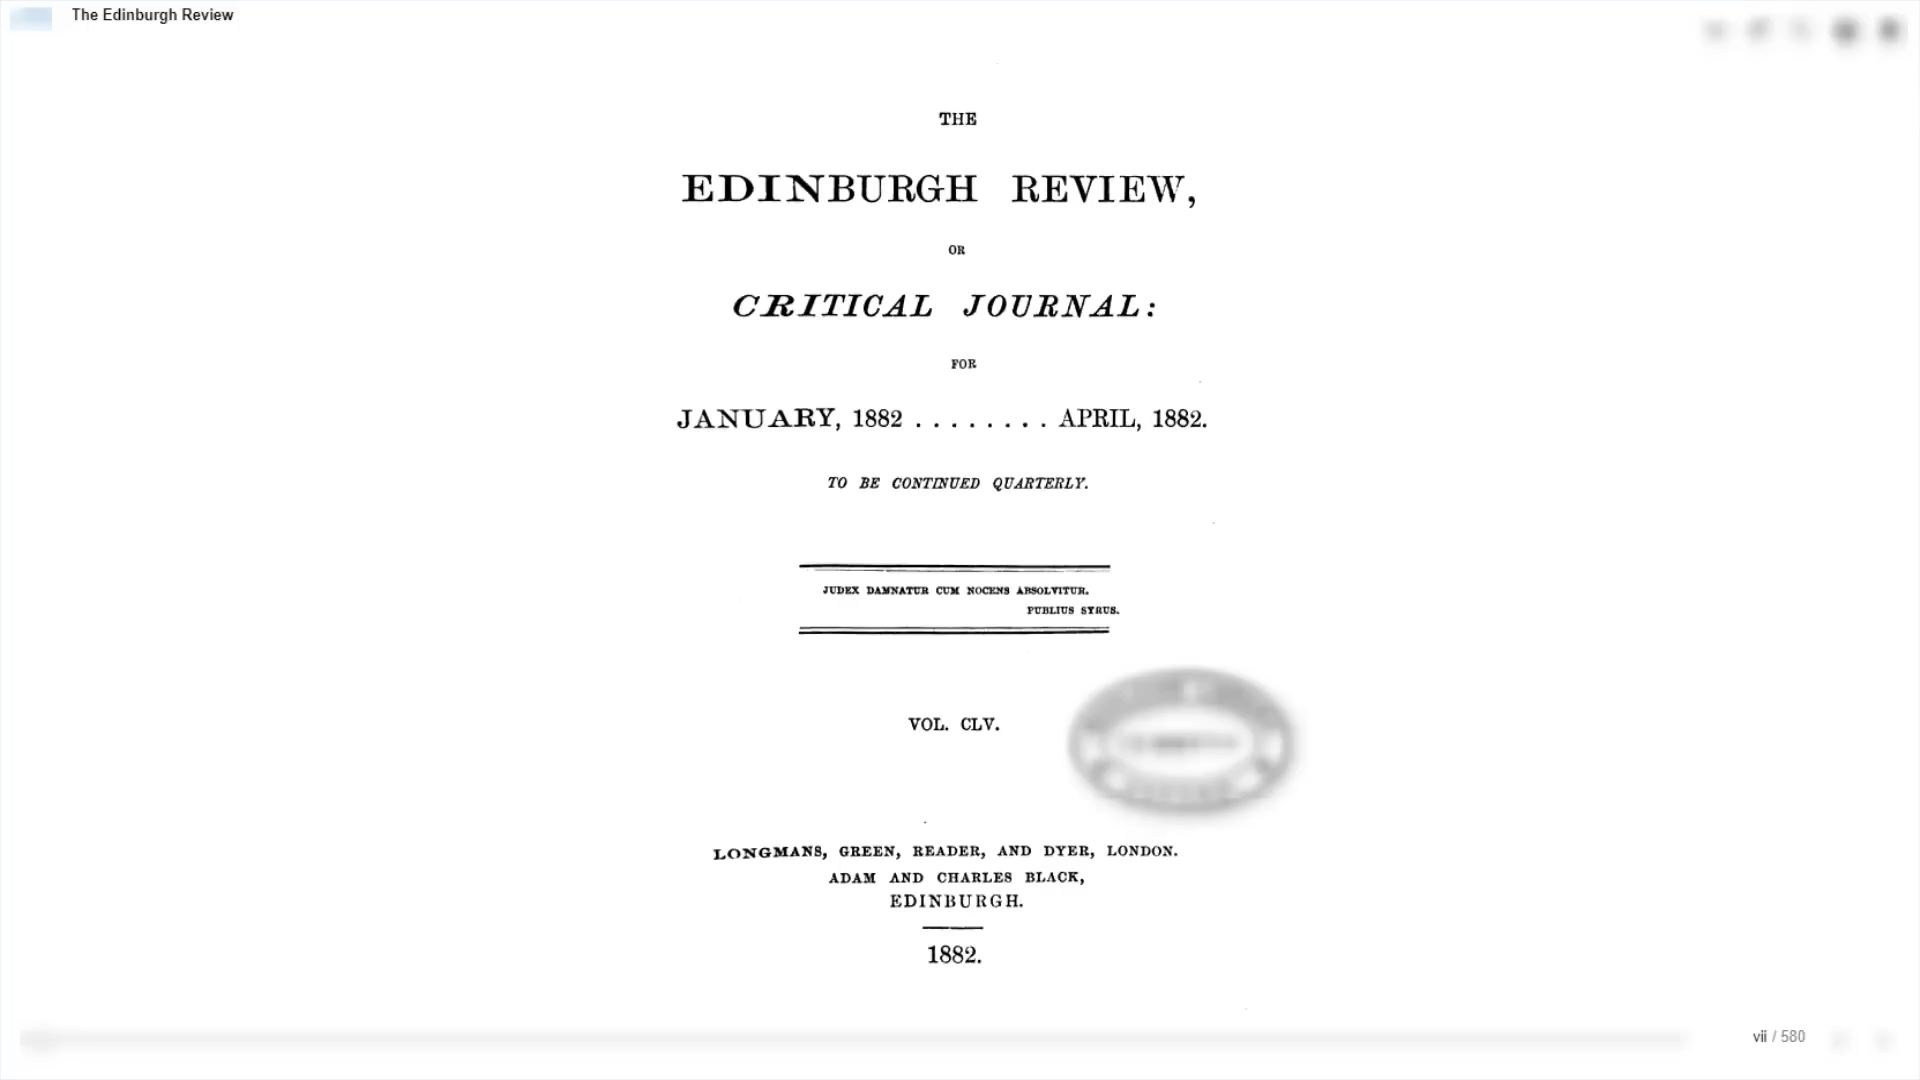 The Edinburgh Review
THE
EDINBURGH REVIEW,
OR
CRITICAL JOURNAL:
FOR
JANUARY, 1882 ........ APRIL, 1882.
TO BE CONTINUED QUARTERLY.
JUDEX DAMNATUR CUM NOCENS ABSOLVITUR.
PUBLIUS SYRUS.
VOL. CLV.
LONGMANS, GREEN, READER, AND DYER, LONDON.
ADAM AND CHARLES BLACK,
EDINBURGH.
1882.
vii / 580